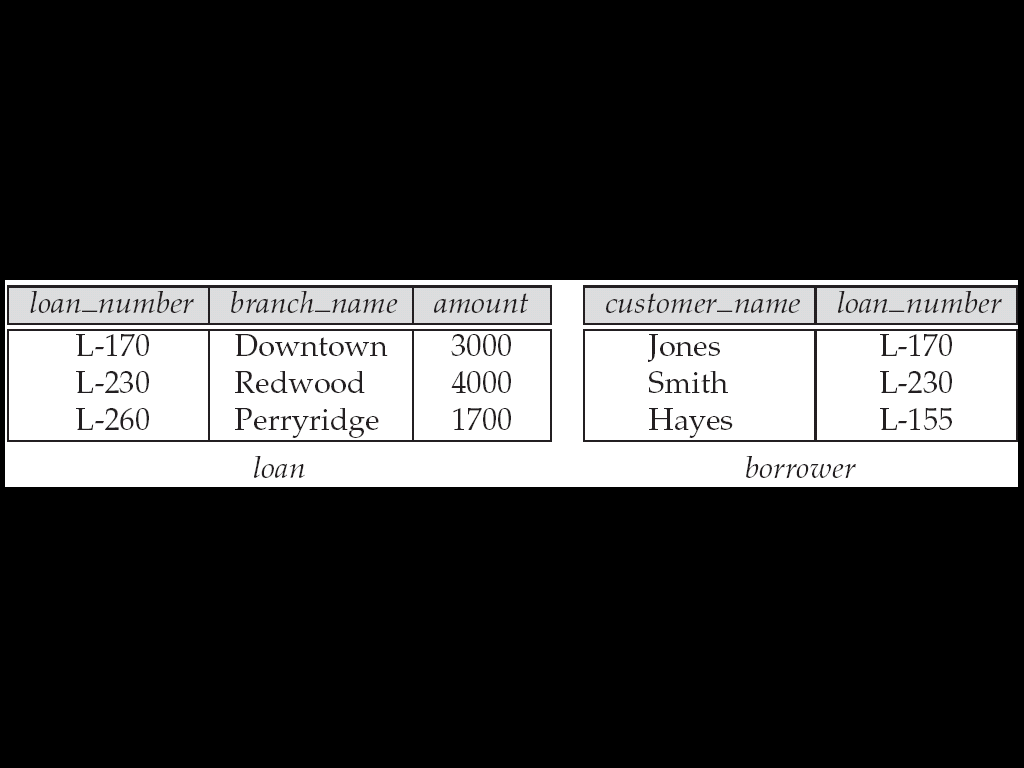 loan_number branch_name amount
L-170 Downtown 3000
L-230 Redwood 4000
L-260 Perryridge 1700
loan
customer_name loan_number
Jones L-170
Smith L-230
Hayes L-155
borrower